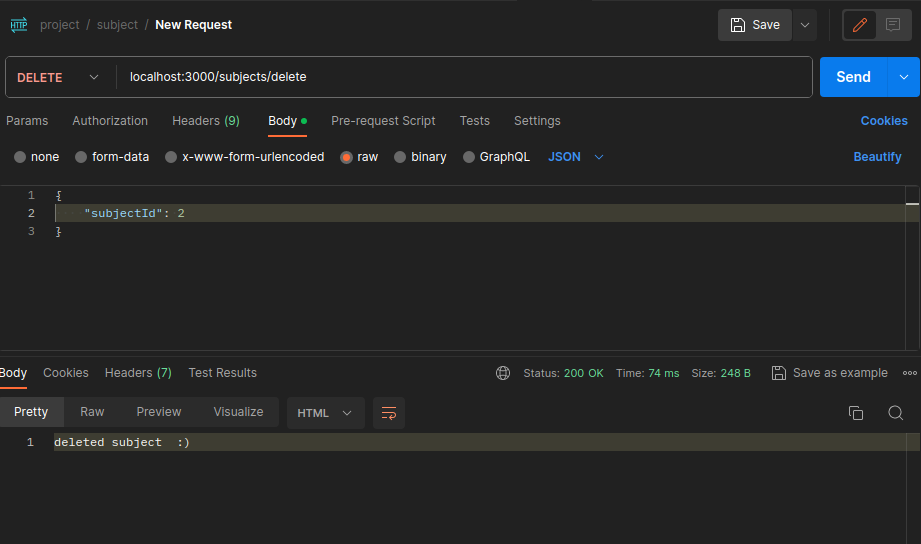 HTTP project / subject / New Request Save
DELETE localhost:3000/subjects/delete Send
Params Authorization Headers (9) Body Pre-request Script Tests Settings Cookies
none form-data x-www-form-urlencoded raw binary GraphQL JSON Beautify
1 {
2 "subjectId": 2
3 }
Body Cookies Headers (7) Test Results Status: 200 OK Time: 74 ms Size: 248 B Save as example
Pretty Raw Preview Visualize HTML
1 deleted subject  :)